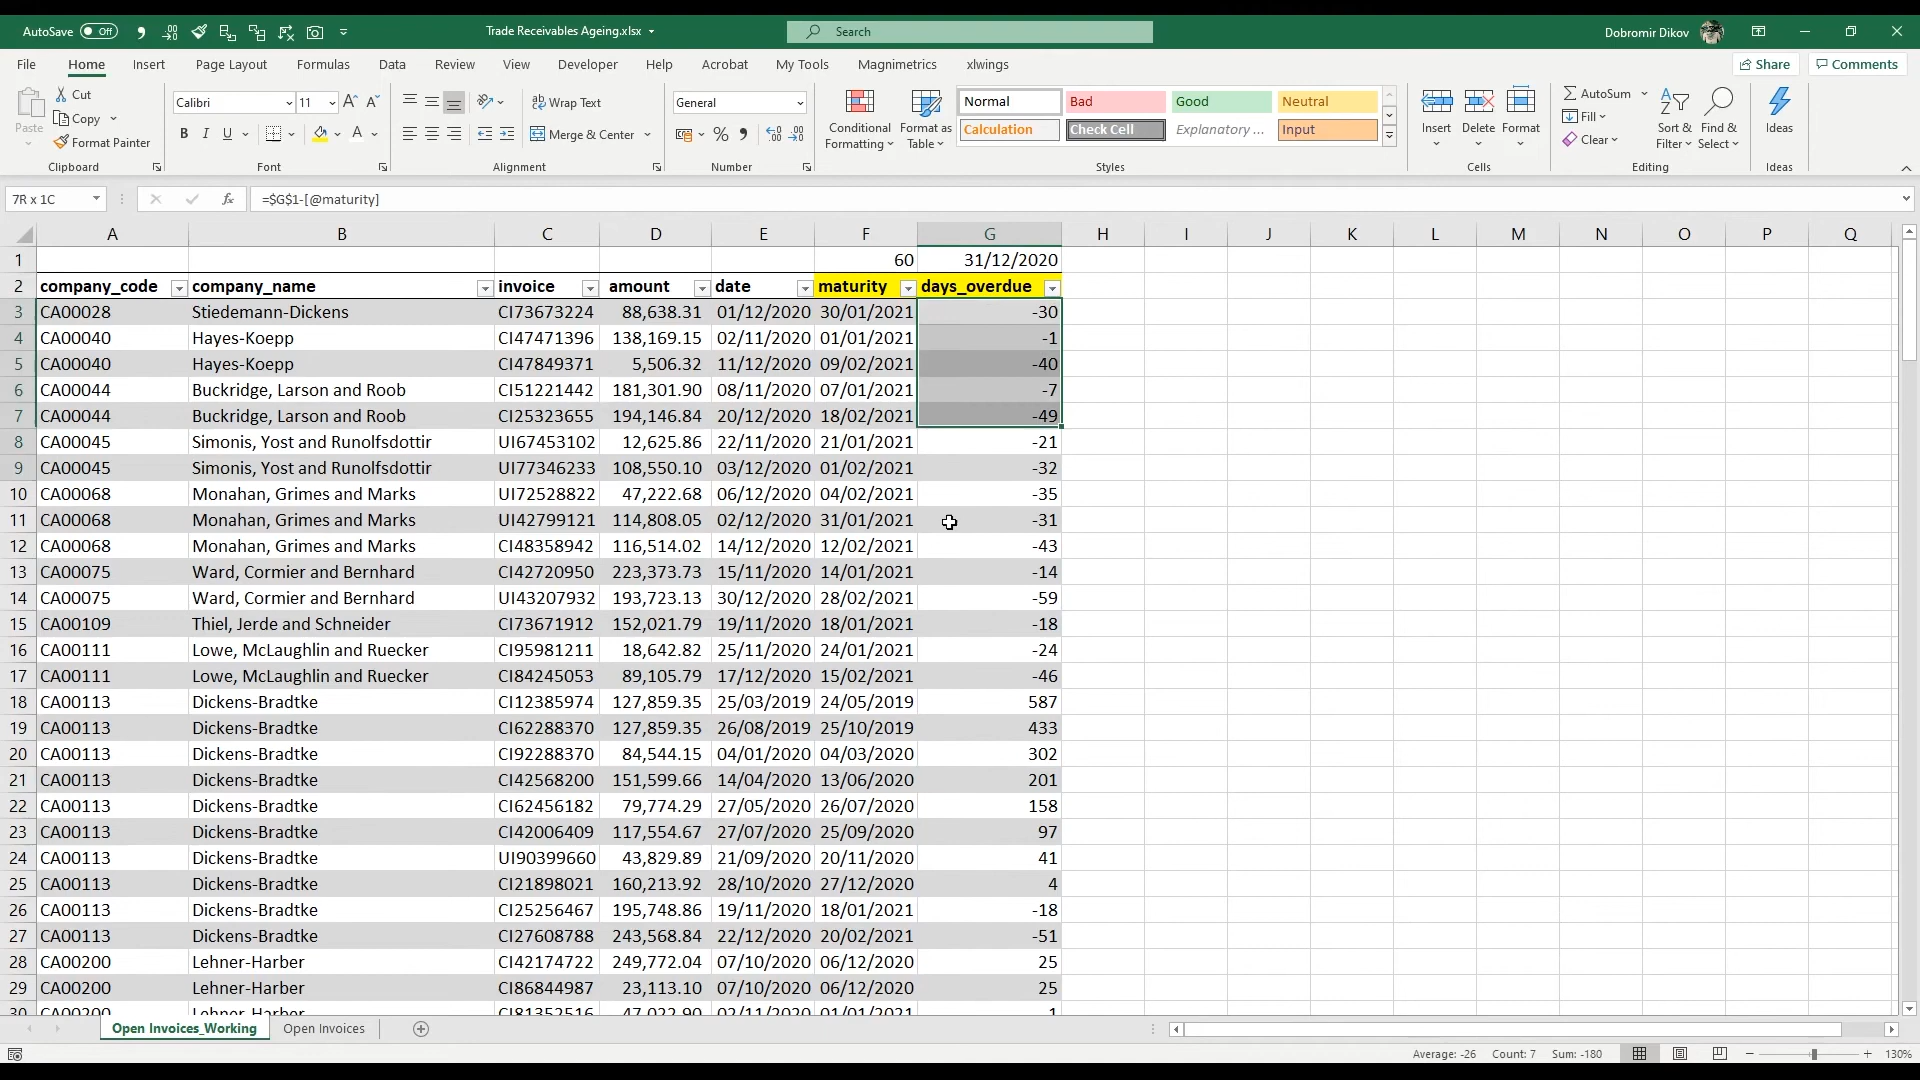 AutoSave Off Trade Receivables Ageing.xlsx Search Dobromir Dikov
File Home Insert Page Layout Formulas Data Review View Developer Help Acrobat My Tools Magnimetrics xlwings Share Comments
Paste Cut Copy Format Painter Clipboard
Calibri 11 B I U Font
Wrap Text Merge & Center Alignment
General % Number
Conditional Formatting Format as Table
Normal Bad Good Neutral
Calculation Check Cell Explanatory ... Input
Styles
Insert Delete Format Cells
AutoSum Fill Clear Sort & Filter Find & Select Editing
Ideas Ideas
7R x 1C fx =$G$1-[@maturity]
A B C D E F G H I J K L M N O P Q
1 60 31/12/2020
2 company_code company_name invoice amount date maturity days_overdue
3 CA00028 Stiedemann-Dickens CI73673224 88,638.31 01/12/2020 30/01/2021 -30
4 CA00040 Hayes-Koepp CI47471396 138,169.15 02/11/2020 01/01/2021 -1
5 CA00040 Hayes-Koepp CI47849371 5,506.32 11/12/2020 09/02/2021 -40
6 CA00044 Buckridge, Larson and Roob CI51221442 181,301.90 08/11/2020 07/01/2021 -7
7 CA00044 Buckridge, Larson and Roob CI25323655 194,146.84 20/12/2020 18/02/2021 -49
8 CA00045 Simonis, Yost and Runolfsdottir UI67453102 12,625.86 22/11/2020 21/01/2021 -21
9 CA00045 Simonis, Yost and Runolfsdottir UI77346233 108,550.10 03/12/2020 01/02/2021 -32
10 CA00068 Monahan, Grimes and Marks UI72528822 47,222.68 06/12/2020 04/02/2021 -35
11 CA00068 Monahan, Grimes and Marks UI42799121 114,808.05 02/12/2020 31/01/2021 -31
12 CA00068 Monahan, Grimes and Marks CI48358942 116,514.02 14/12/2020 12/02/2021 -43
13 CA00075 Ward, Cormier and Bernhard CI42720950 223,373.73 15/11/2020 14/01/2021 -14
14 CA00075 Ward, Cormier and Bernhard UI43207932 193,723.13 30/12/2020 28/02/2021 -59
15 CA00109 Thiel, Jerde and Schneider CI73671912 152,021.79 19/11/2020 18/01/2021 -18
16 CA00111 Lowe, McLaughlin and Ruecker CI95981211 18,642.82 25/11/2020 24/01/2021 -24
17 CA00111 Lowe, McLaughlin and Ruecker CI84245053 89,105.79 17/12/2020 15/02/2021 -46
18 CA00113 Dickens-Bradtke CI12385974 127,859.35 25/03/2019 24/05/2019 587
19 CA00113 Dickens-Bradtke CI62288370 127,859.35 26/08/2019 25/10/2019 433
20 CA00113 Dickens-Bradtke CI92288370 84,544.15 04/01/2020 04/03/2020 302
21 CA00113 Dickens-Bradtke CI42568200 151,599.66 14/04/2020 13/06/2020 201
22 CA00113 Dickens-Bradtke CI62456182 79,774.29 27/05/2020 26/07/2020 158
23 CA00113 Dickens-Bradtke CI42006409 117,554.67 27/07/2020 25/09/2020 97
24 CA00113 Dickens-Bradtke UI90399660 43,829.89 21/09/2020 20/11/2020 41
25 CA00113 Dickens-Bradtke CI21898021 160,213.92 28/10/2020 27/12/2020 4
26 CA00113 Dickens-Bradtke CI25256467 195,748.86 19/11/2020 18/01/2021 -18
27 CA00113 Dickens-Bradtke CI27608788 243,568.84 22/12/2020 20/02/2021 -51
28 CA00200 Lehner-Harber CI42174722 249,772.04 07/10/2020 06/12/2020 25
29 CA00200 Lehner-Harber CI86844987 23,113.10 07/10/2020 06/12/2020 25
30 CA00200 Lehner-Harber CI81352516 47,022.90 02/11/2020 01/01/2021
Open Invoices_Working Open Invoices
Average: -26 Count: 7 Sum: -180 130%